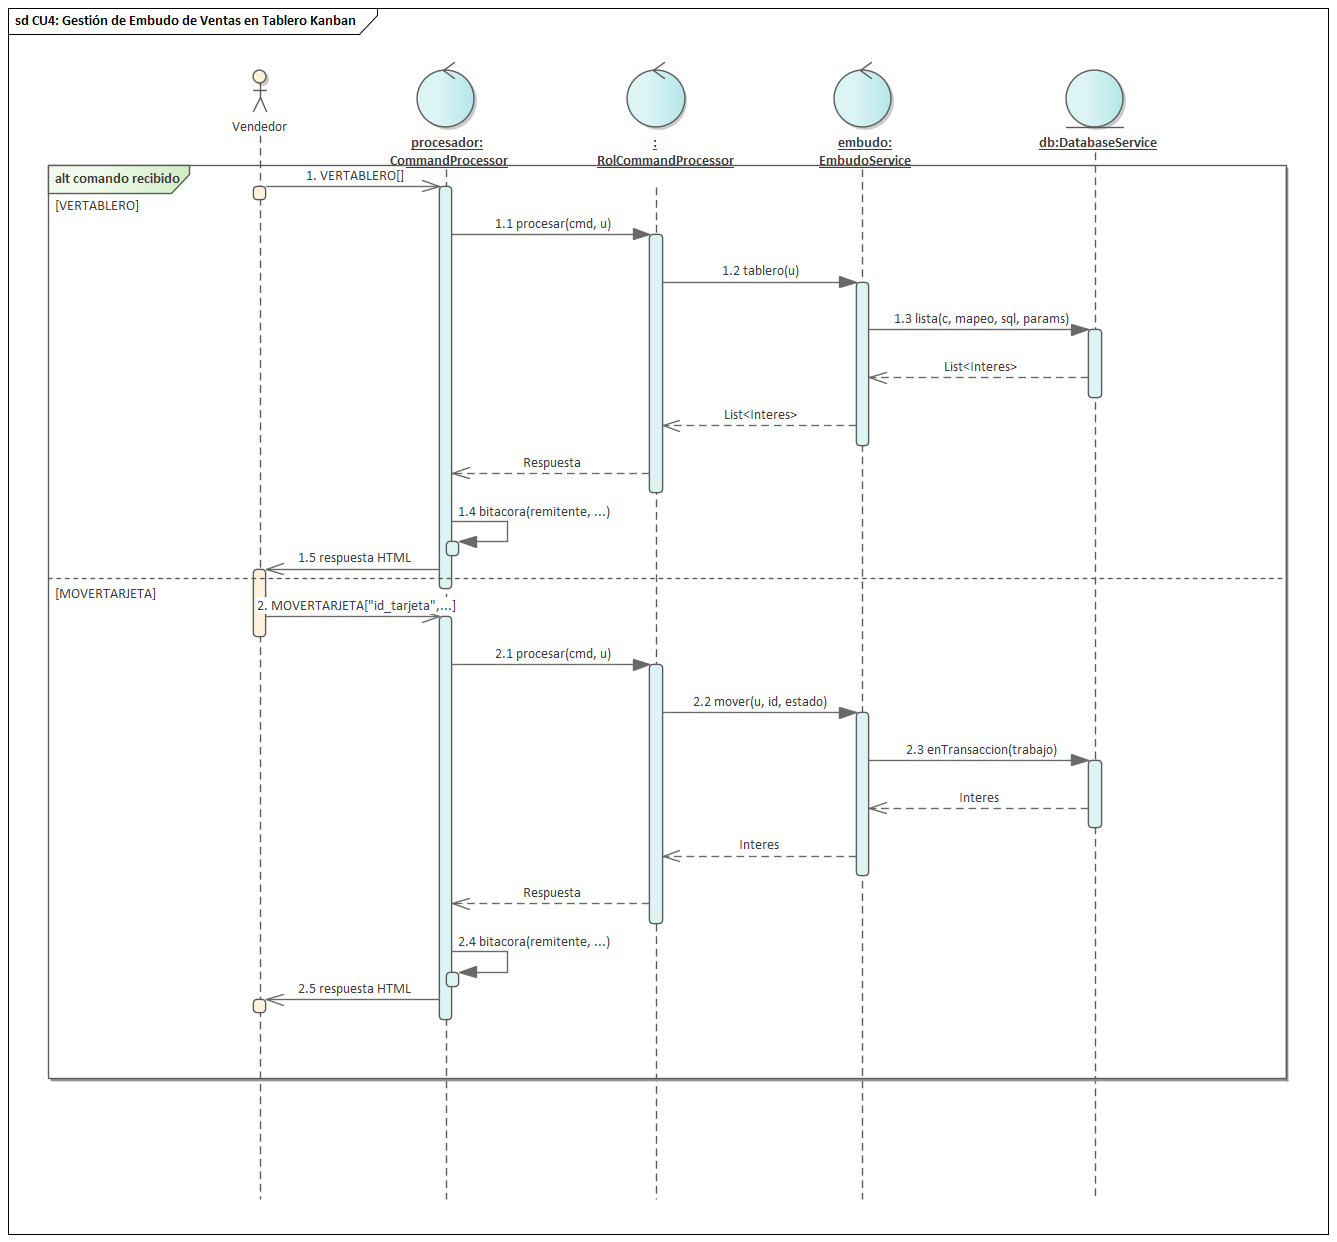 sd CU4: Gestión de Embudo de Ventas en Tablero Kanban
Vendedor
procesador:
CommandProcessor
:
RolCommandProcessor
embudo:
EmbudoService
db:DatabaseService
alt comando recibido
[VERTABLERO]
1. VERTABLERO[]
1.1 procesar(cmd, u)
1.2 tablero(u)
1.3 lista(c, mapeo, sql, params)
List<Interes>
List<Interes>
Respuesta
1.4 bitacora(remitente, ...)
1.5 respuesta HTML
[MOVERTARJETA]
2. MOVERTARJETA["id_tarjeta",...]
2.1 procesar(cmd, u)
2.2 mover(u, id, estado)
2.3 enTransaccion(trabajo)
Interes
Interes
Respuesta
2.4 bitacora(remitente, ...)
2.5 respuesta HTML